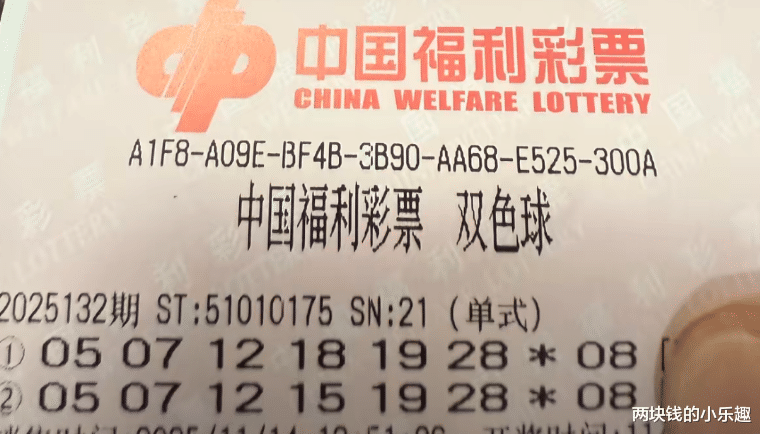 中国福利彩票
CHINA WELFARE LOTTERY
A1F8-A09E-BF4B-3B90-AA68-E525-300A
中国福利彩票 双色球
2025132期 ST:51010175 SN:21 (单式)
① 05 07 12 18 19 28 * 08 [
② 05 07 12 15 19 28 * 08
两块钱的小乐趣